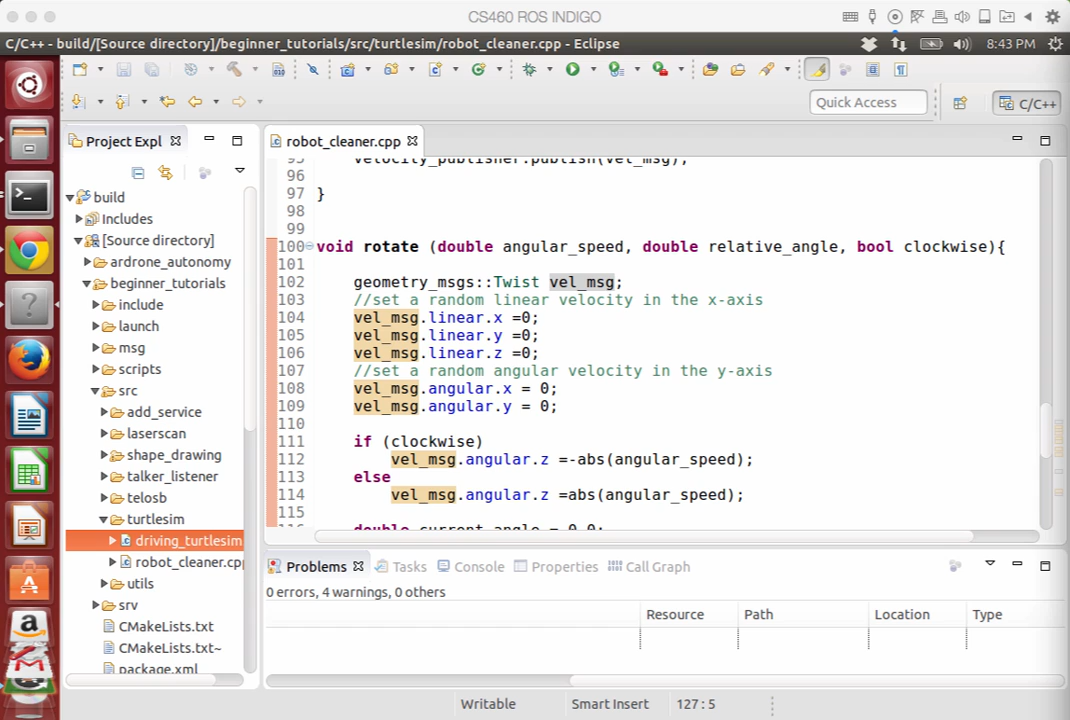 CS460 ROS INDIGO
C/C++ - build/[Source directory]/beginner_tutorials/src/turtlesim/robot_cleaner.cpp - Eclipse
8:43 PM
Quick Access
C/C++
Project Expl
robot_cleaner.cpp
build
Includes
[Source directory]
ardrone_autonomy
beginner_tutorials
include
launch
msg
scripts
src
add_service
laserscan
shape_drawing
talker_listener
telosb
turtlesim
driving_turtlesim
robot_cleaner.cpp
utils
srv
CMakeLists.txt
CMakeLists.txt~
package.xml
95 velocity_publisher.publish(vel_msg);
96
97 }
98
99
100 void rotate (double angular_speed, double relative_angle, bool clockwise){
101
102 geometry_msgs::Twist vel_msg;
103 //set a random linear velocity in the x-axis
104 vel_msg.linear.x =0;
105 vel_msg.linear.y =0;
106 vel_msg.linear.z =0;
107 //set a random angular velocity in the y-axis
108 vel_msg.angular.x = 0;
109 vel_msg.angular.y = 0;
110
111 if (clockwise)
112 vel_msg.angular.z =-abs(angular_speed);
113 else
114 vel_msg.angular.z =abs(angular_speed);
115
116 double current_angle = 0.0;
Problems Tasks Console Properties Call Graph
0 errors, 4 warnings, 0 others
Resource Path Location Type
Writable Smart Insert 127 : 5